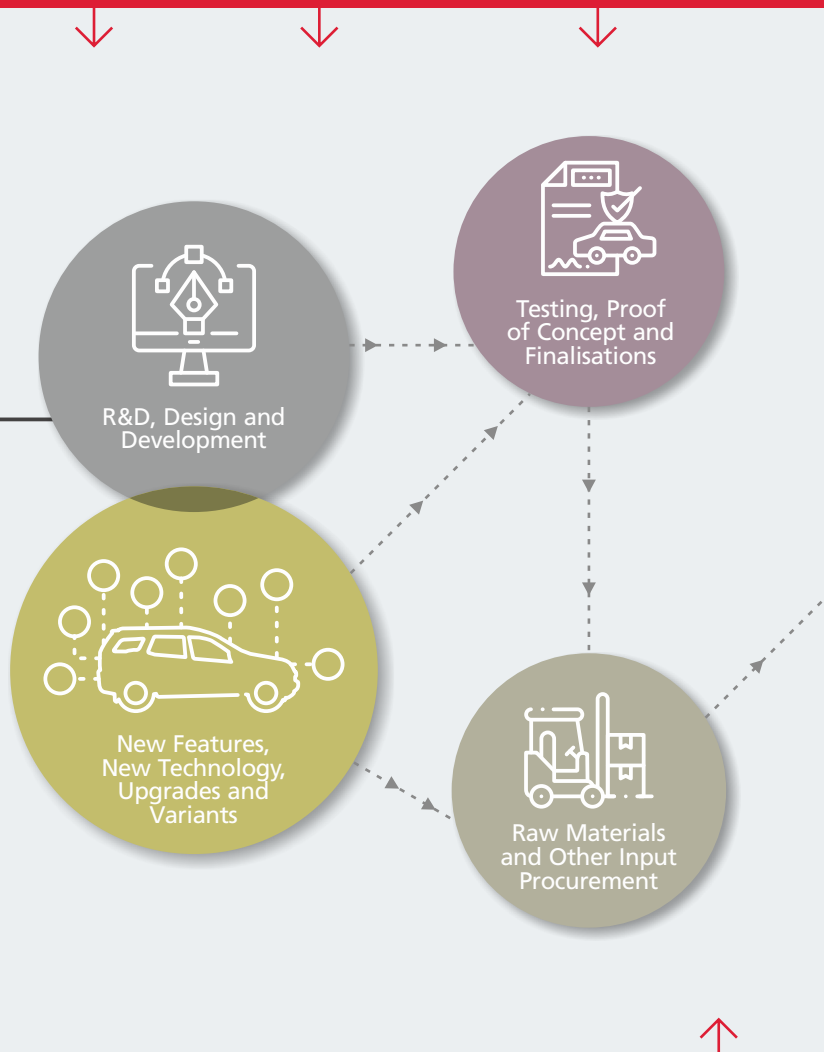 Testing, Proof
of Concept and
Finalisations
R&D, Design and
Development
New Features,
New Technology,
Upgrades and
Variants
Raw Materials
and Other Input
Procurement